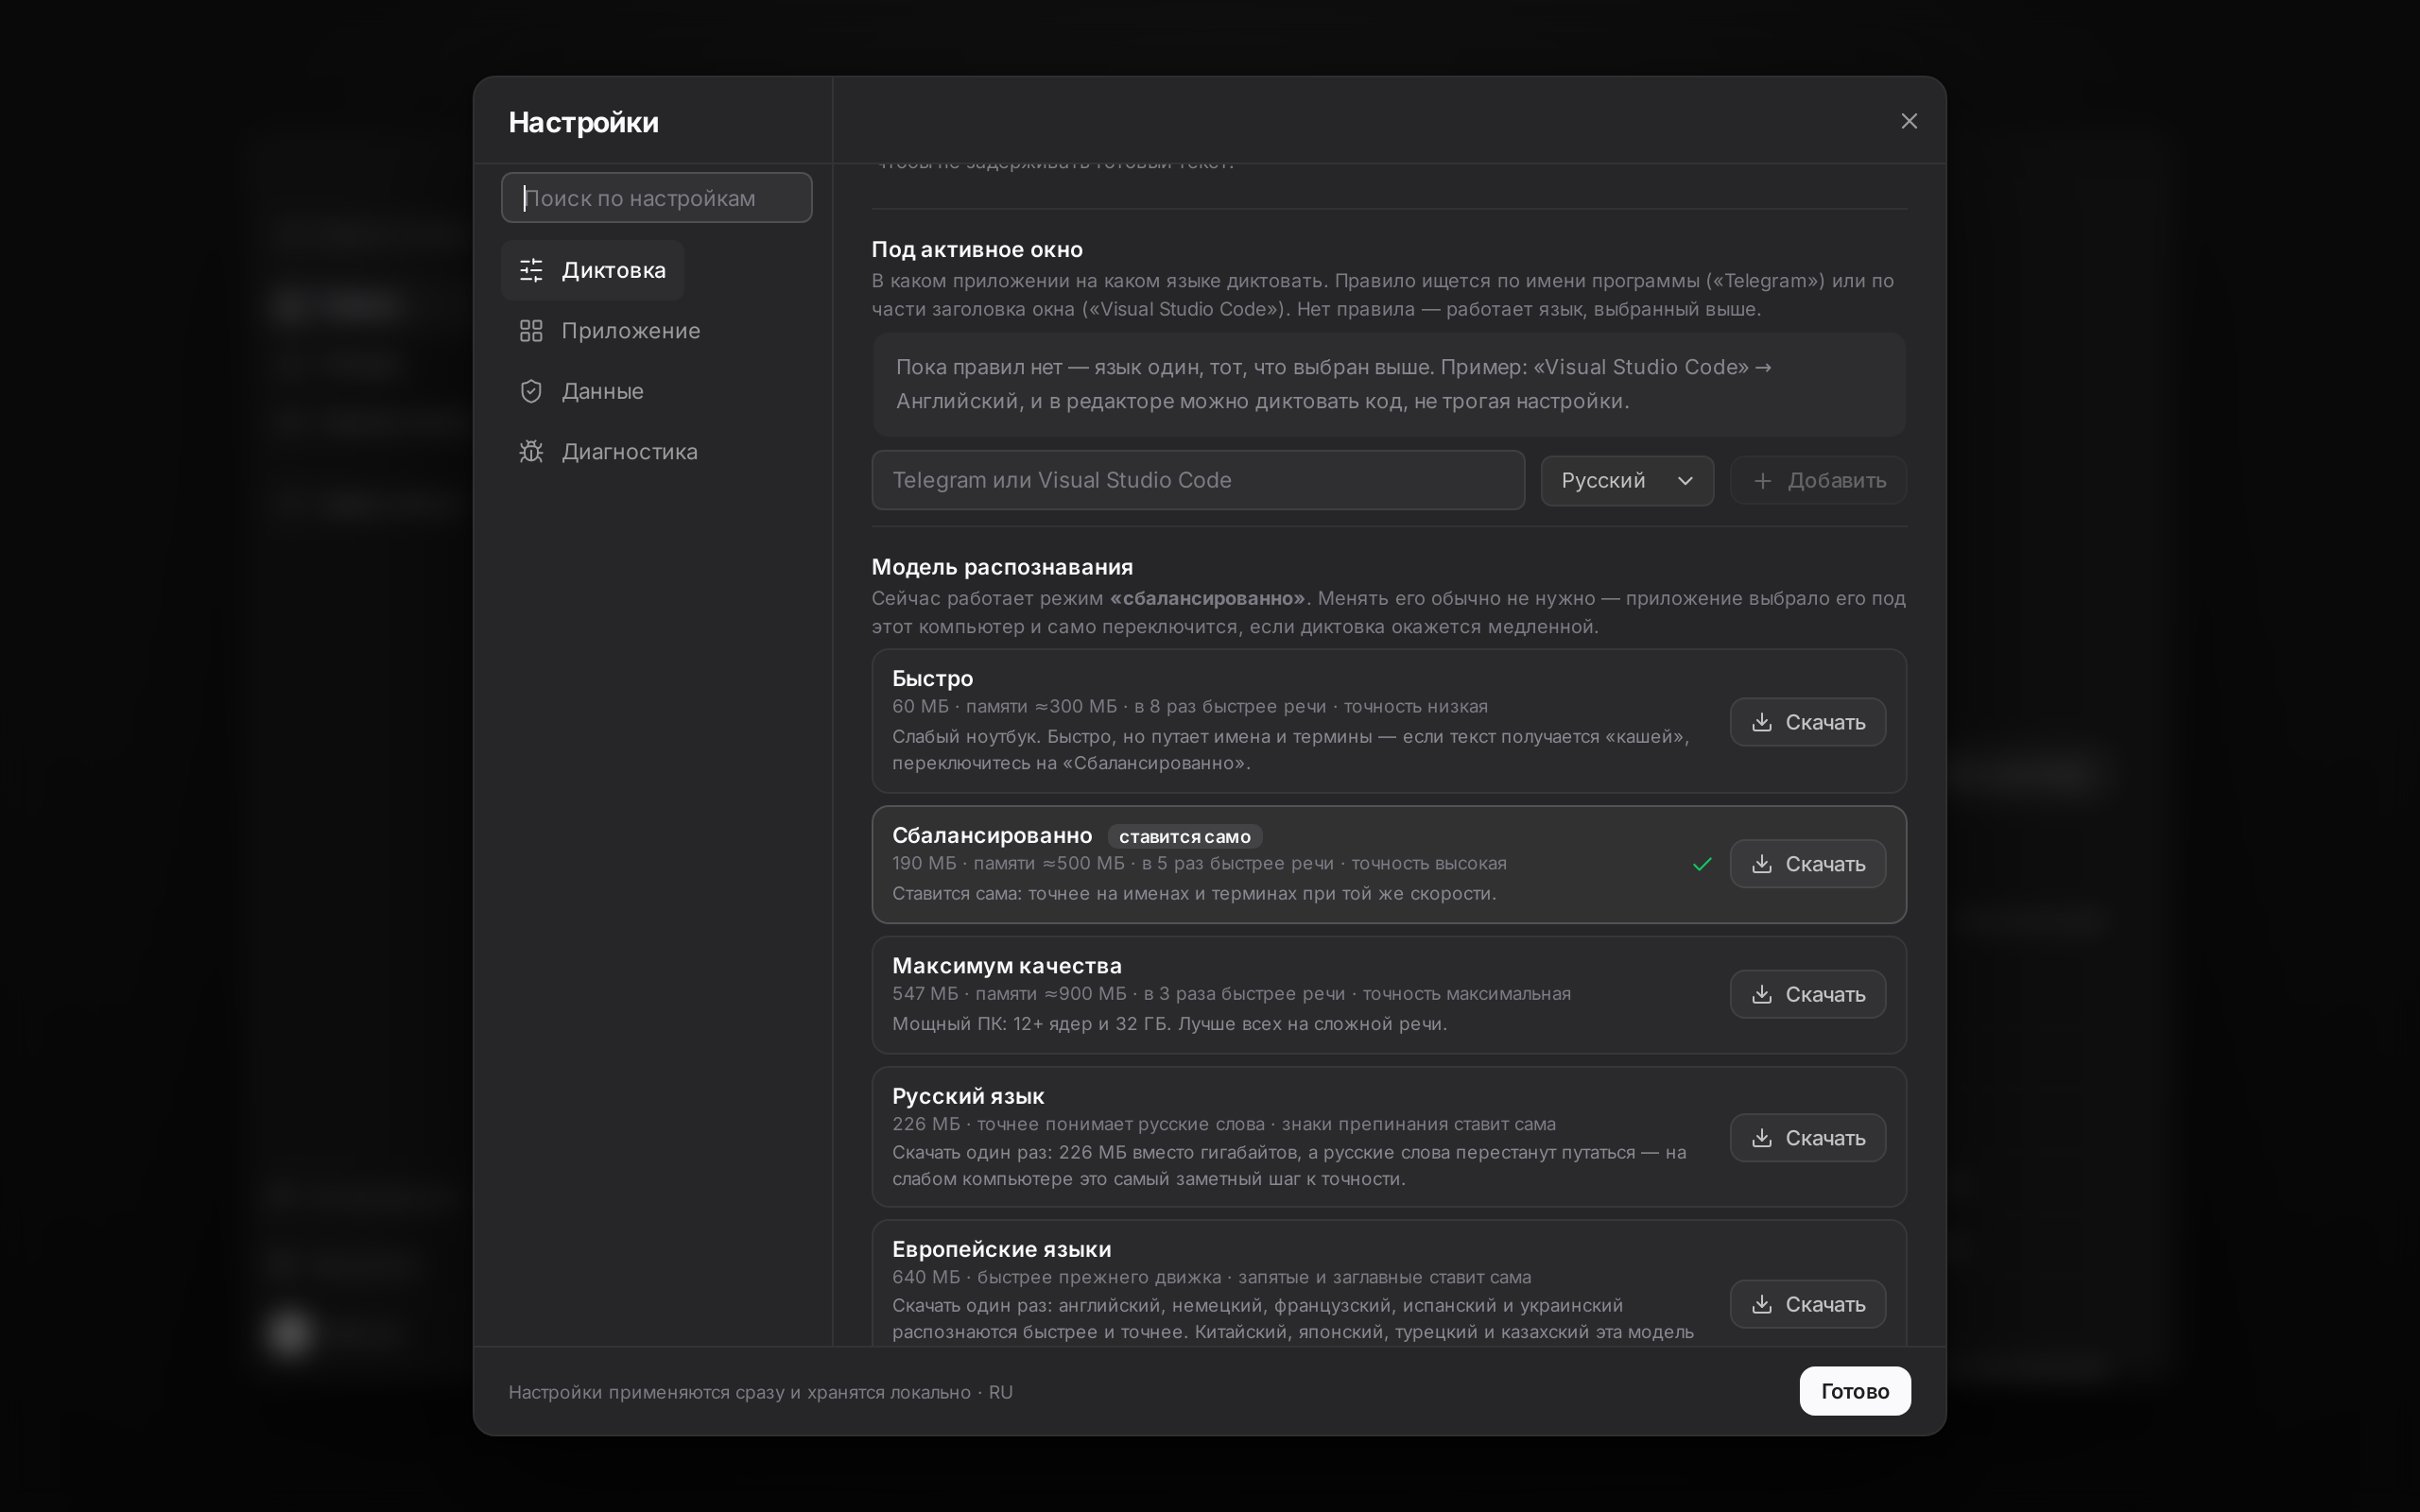 Настройки
чтобы не задерживать готовый текст.
Поиск по настройкам
Диктовка
Приложение
Данные
Диагностика
Под активное окно
В каком приложении на каком языке диктовать. Правило ищется по имени программы («Telegram») или по
части заголовка окна («Visual Studio Code»). Нет правила — работает язык, выбранный выше.
Пока правил нет — язык один, тот, что выбран выше. Пример: «Visual Studio Code» →
Английский, и в редакторе можно диктовать код, не трогая настройки.
Telegram или Visual Studio Code
Русский
Добавить
Модель распознавания
Сейчас работает режим «сбалансированно». Менять его обычно не нужно — приложение выбрало его под
этот компьютер и само переключится, если диктовка окажется медленной.
Быстро
60 МБ · памяти ≈300 МБ · в 8 раз быстрее речи · точность низкая
Слабый ноутбук. Быстро, но путает имена и термины — если текст получается «кашей»,
переключитесь на «Сбалансированно».
Скачать
Сбалансированно ставится само
190 МБ · памяти ≈500 МБ · в 5 раз быстрее речи · точность высокая
Ставится сама: точнее на именах и терминах при той же скорости.
Скачать
Максимум качества
547 МБ · памяти ≈900 МБ · в 3 раза быстрее речи · точность максимальная
Мощный ПК: 12+ ядер и 32 ГБ. Лучше всех на сложной речи.
Скачать
Русский язык
226 МБ · точнее понимает русские слова · знаки препинания ставит сама
Скачать один раз: 226 МБ вместо гигабайтов, а русские слова перестанут путаться — на
слабом компьютере это самый заметный шаг к точности.
Скачать
Европейские языки
640 МБ · быстрее прежнего движка · запятые и заглавные ставит сама
Скачать один раз: английский, немецкий, французский, испанский и украинский
распознаются быстрее и точнее. Китайский, японский, турецкий и казахский эта модель
Скачать
Настройки применяются сразу и хранятся локально · RU
Готово